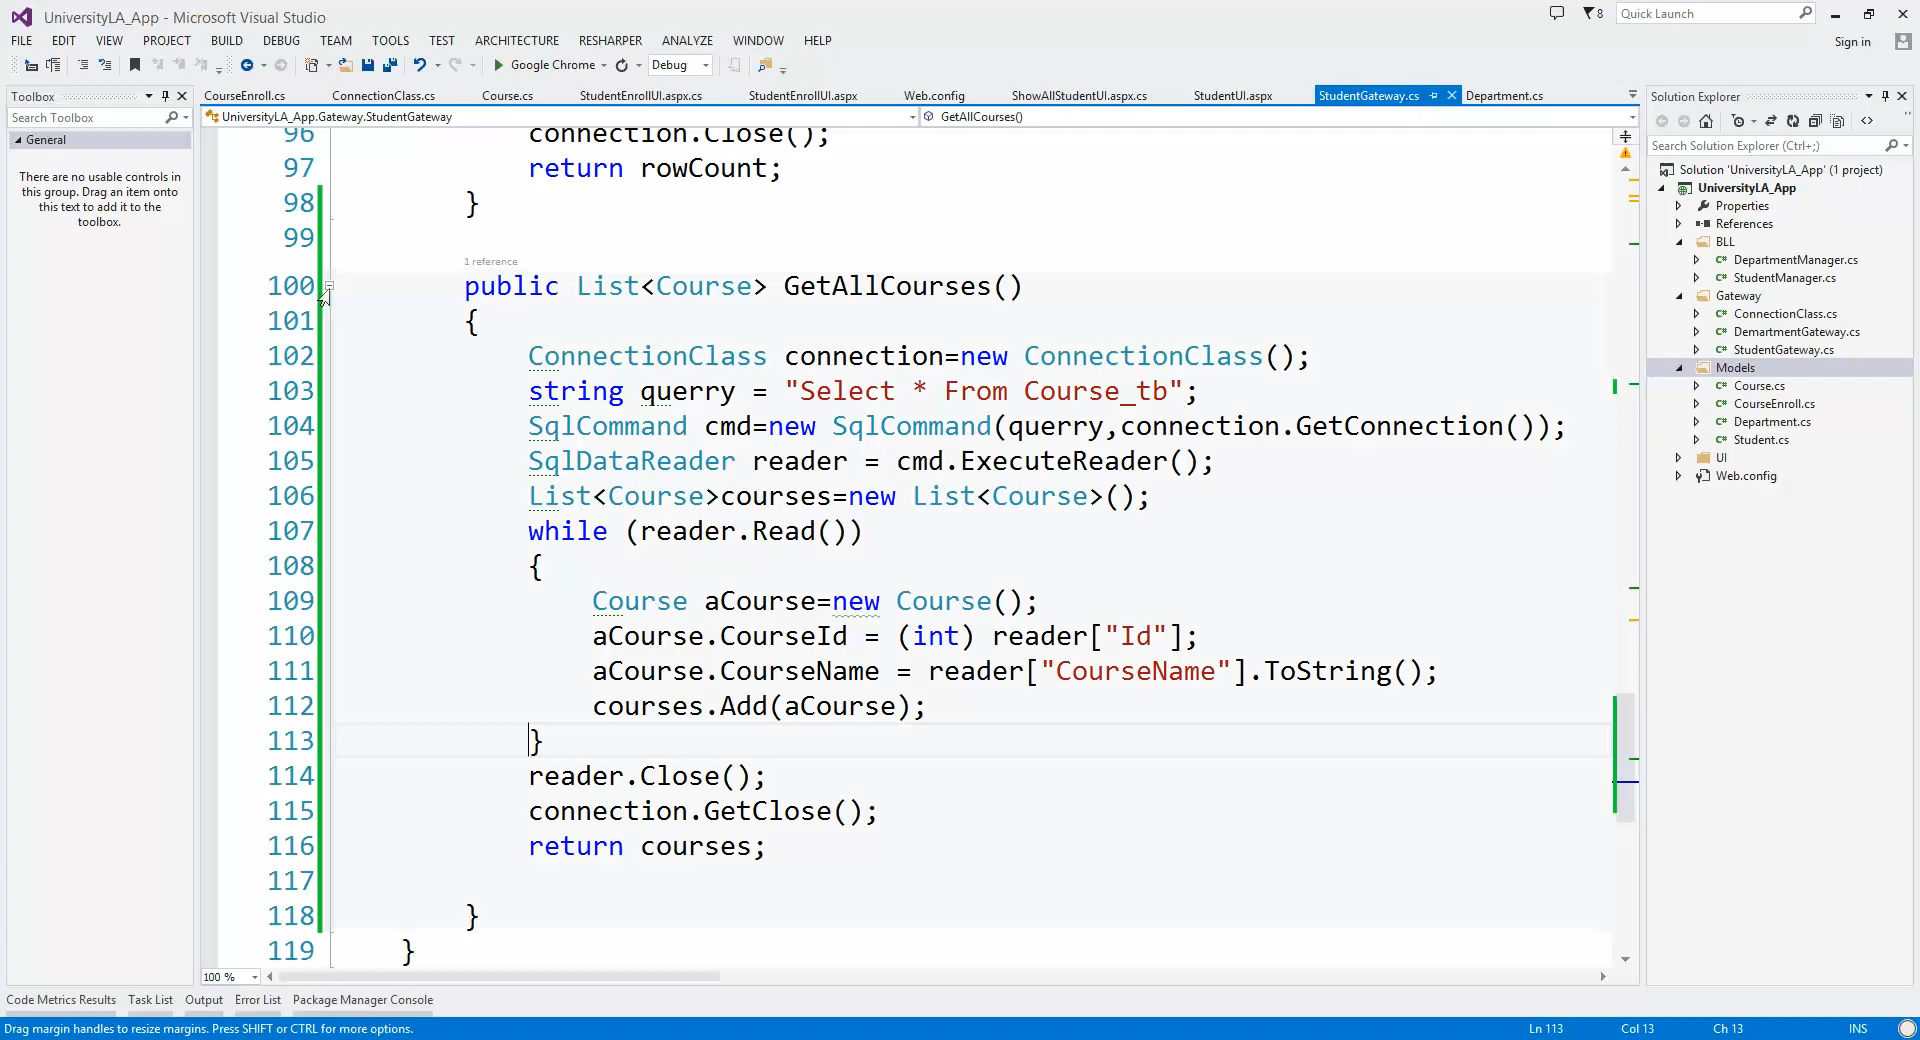 UniversityLA_App - Microsoft Visual Studio
8
Quick Launch
FILE EDIT VIEW PROJECT BUILD DEBUG TEAM TOOLS TEST ARCHITECTURE RESHARPER ANALYZE WINDOW HELP
Sign in
Google Chrome
Debug
Toolbox
Search Toolbox
General
There are no usable controls in
this group. Drag an item onto
this text to add it to the
toolbox.
CourseEnroll.cs ConnectionClass.cs Course.cs StudentEnrollUI.aspx.cs StudentEnrollUI.aspx Web.config ShowAllStudentUI.aspx.cs StudentUI.aspx StudentGateway.cs Department.cs
UniversityLA_App.Gateway.StudentGateway GetAllCourses()
96 connection.Close();
97 return rowCount;
98 }
99
1 reference
100 public List<Course> GetAllCourses()
101 {
102 ConnectionClass connection=new ConnectionClass();
103 string querry = "Select * From Course_tb";
104 SqlCommand cmd=new SqlCommand(querry,connection.GetConnection());
105 SqlDataReader reader = cmd.ExecuteReader();
106 List<Course>courses=new List<Course>();
107 while (reader.Read())
108 {
109 Course aCourse=new Course();
110 aCourse.CourseId = (int) reader["Id"];
111 aCourse.CourseName = reader["CourseName"].ToString();
112 courses.Add(aCourse);
113 }
114 reader.Close();
115 connection.GetClose();
116 return courses;
117
118 }
119 }
100 %
Solution Explorer
Search Solution Explorer (Ctrl+;)
Solution 'UniversityLA_App' (1 project)
UniversityLA_App
Properties
References
BLL
C# DepartmentManager.cs
C# StudentManager.cs
Gateway
C# ConnectionClass.cs
C# DemartmentGateway.cs
C# StudentGateway.cs
Models
C# Course.cs
C# CourseEnroll.cs
C# Department.cs
C# Student.cs
UI
Web.config
Code Metrics Results Task List Output Error List Package Manager Console
Drag margin handles to resize margins. Press SHIFT or CTRL for more options.
Ln 113 Col 13 Ch 13 INS